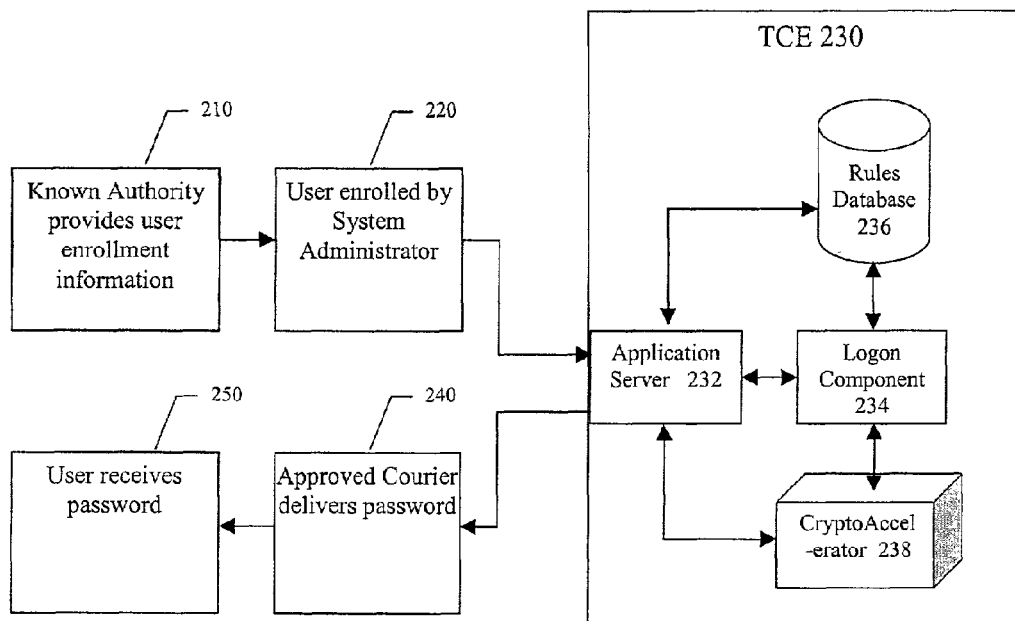 TCE 230
210
220
Known Authority
provides user
enrollment
information
User enrolled by
System
Administrator
Rules
Database
236
Application
Server 232
Logon
Component
234
250
240
User receives
password
Approved Courier
delivers password
CryptoAccel
-erator 238